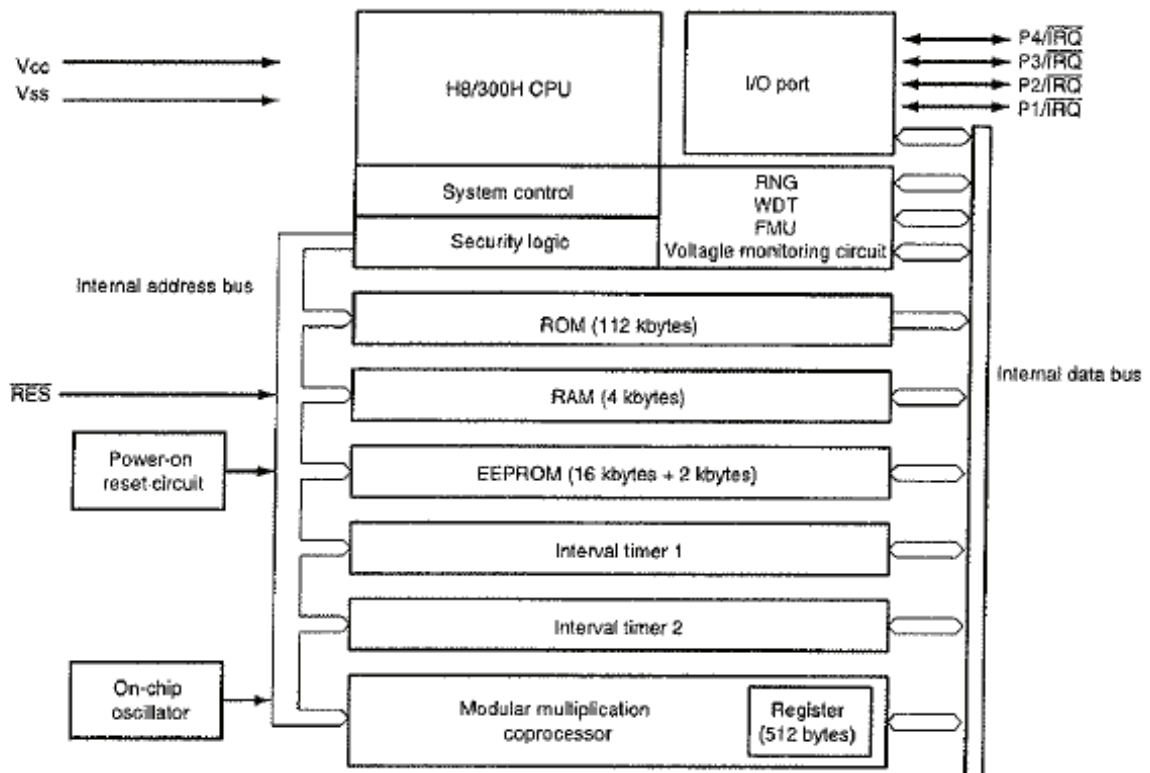 Vcc
Vss
H8/300H CPU
I/O port
P4/IRQ
P3/IRQ
P2/IRQ
P1/IRQ
System control
Security logic
RNG
WDT
FMU
Voltagle monitoring circuit
Internal address bus
ROM (112 kbytes)
Internal data bus
RES
RAM (4 kbytes)
Power-on
reset circuit
EEPROM (16 kbytes + 2 kbytes)
Interval timer 1
Interval timer 2
On-chip
oscillator
Modular multiplication
coprocessor
Register
(512 bytes)